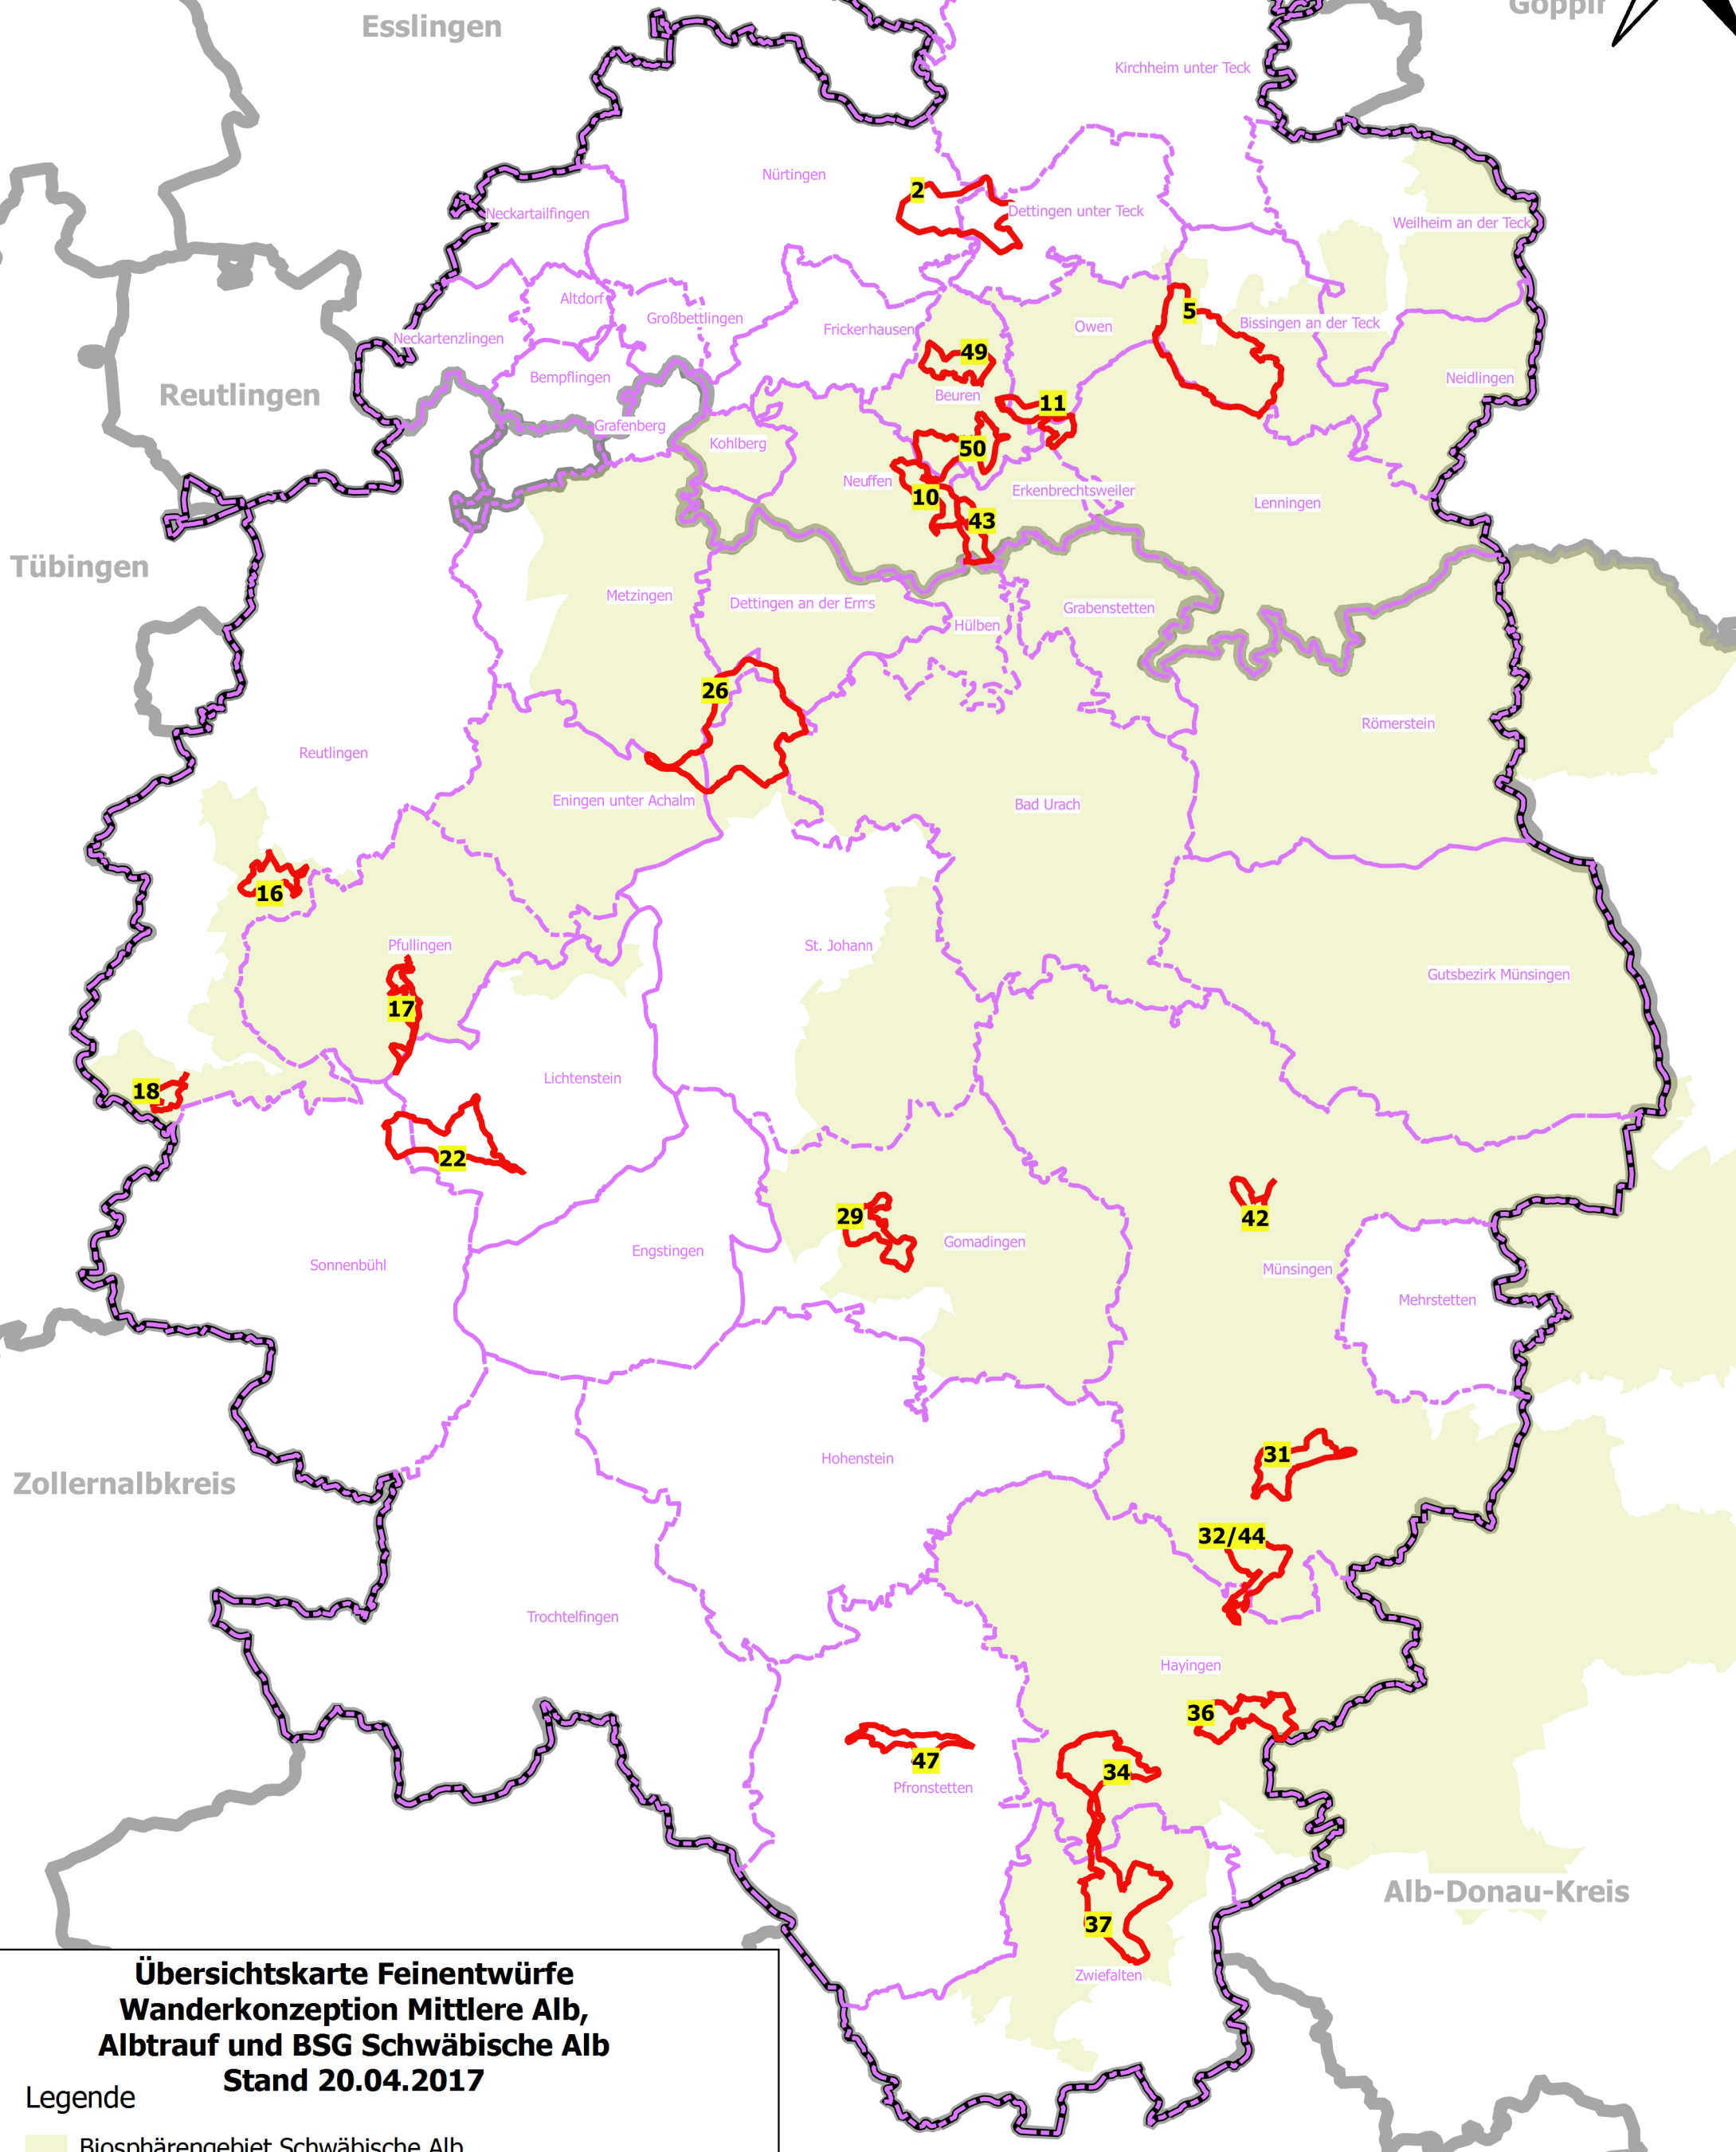 Esslingen
Göppin
Kirchheim unter Teck
Nürtingen
2
Neckartailfingen
Dettingen unter Teck
Weilheim an der Teck
Altdorf
Großbettlingen
5
Neckartenzlingen
Frickerhausen
Owen
Bissingen an der Teck
49
Bempflingen
Neidlingen
Reutlingen
Beuren
11
Grafenberg
Kohlberg
50
Neuffen
Erkenbrechtsweiler
10
Lenningen
43
Tübingen
Metzingen
Dettingen an der Erms
Grabenstetten
Hülben
26
Römerstein
Reutlingen
Eningen unter Achalm
Bad Urach
16
Pfullingen
St. Johann
Gutsbezirk Münsingen
17
Lichtenstein
18
22
29
42
Gomadingen
Engstingen
Sonnenbühl
Münsingen
Mehrstetten
31
Hohenstein
Zollernalbkreis
32/44
Trochtelfingen
Hayingen
36
47
34
Pfronstetten
Alb-Donau-Kreis
37
Zwiefalten
Übersichtskarte Feinentwürfe
Wanderkonzeption Mittlere Alb,
Albtrauf und BSG Schwäbische Alb
Stand 20.04.2017
Legende
Biosphärengebiet Schwäbische Alb